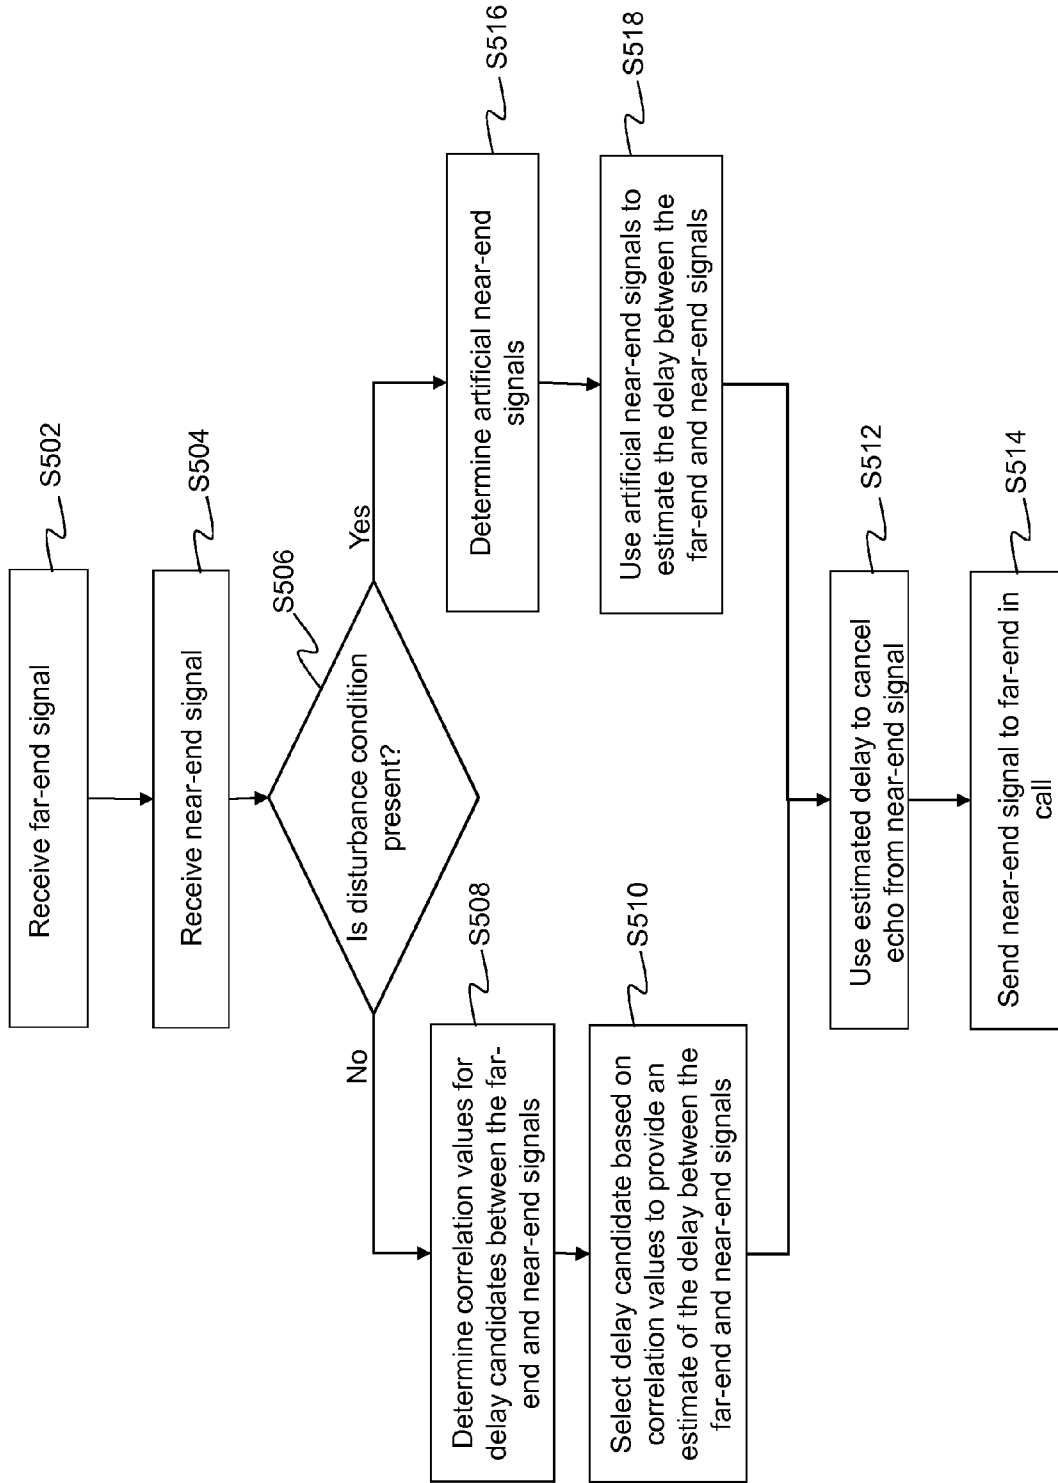 Receive far-end signal
S502
Receive near-end signal
S504
Is disturbance condition
present?
S506
No
Yes
Determine correlation values for
delay candidates between the far-
end and near-end signals
S508
Select delay candidate based on
correlation values to provide an
estimate of the delay between the
far-end and near-end signals
S510
Determine artificial near-end
signals
S516
Use artificial near-end signals to
estimate the delay between the
far-end and near-end signals
S518
Use estimated delay to cancel
echo from near-end signal
S512
Send near-end signal to far-end in
call
S514